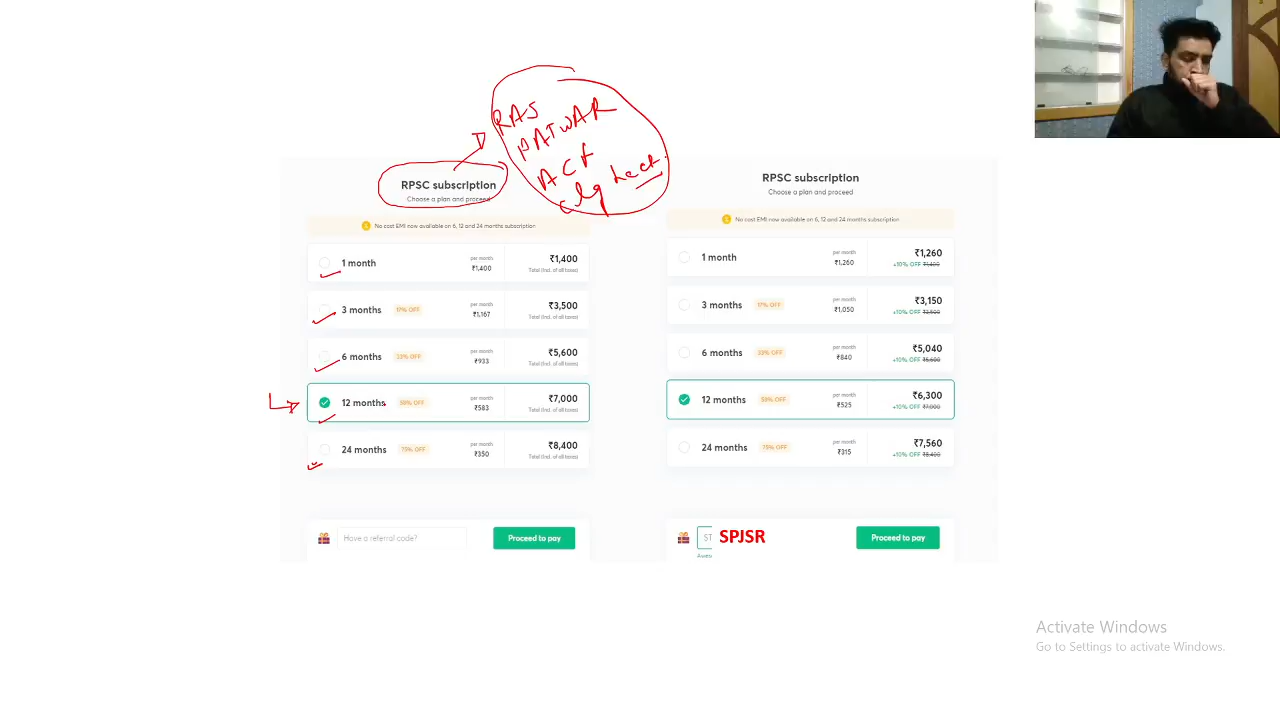 RAS
PATWAR
ACF
clg Lect.
RPSC subscription
Choose a plan and proceed
No cost EMI now available on 6, 12 and 24 months subscription
1 month
per month
₹1,400
₹1,400
Total (Incl. of all taxes)
3 months 17% OFF
per month
₹1,167
₹3,500
Total (Incl. of all taxes)
6 months 33% OFF
per month
₹933
₹5,600
Total (Incl. of all taxes)
12 months 50% OFF
per month
₹583
₹7,000
Total (Incl. of all taxes)
24 months 75% OFF
per month
₹350
₹8,400
Total (Incl. of all taxes)
Have a referral code?
Proceed to pay
RPSC subscription
Choose a plan and proceed
No cost EMI now available on 6, 12 and 24 months subscription
1 month
per month
₹1,260
₹1,260
+10% OFF ₹1,400
3 months 17% OFF
per month
₹1,050
₹3,150
+10% OFF ₹3,500
6 months 33% OFF
per month
₹840
₹5,040
+10% OFF ₹5,600
12 months 50% OFF
per month
₹525
₹6,300
+10% OFF ₹7,000
24 months 75% OFF
per month
₹315
₹7,560
+10% OFF ₹8,400
ST SPJSR
Proceed to pay
Activate Windows
Go to Settings to activate Windows.